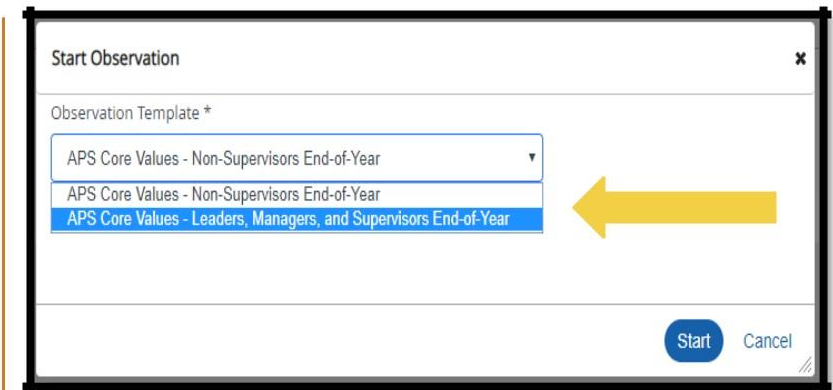 Start Observation
Observation Template *
APS Core Values - Non-Supervisors End-of-Year
APS Core Values - Non-Supervisors End-of-Year
APS Core Values - Leaders, Managers, and Supervisors End-of-Year
Start Cancel